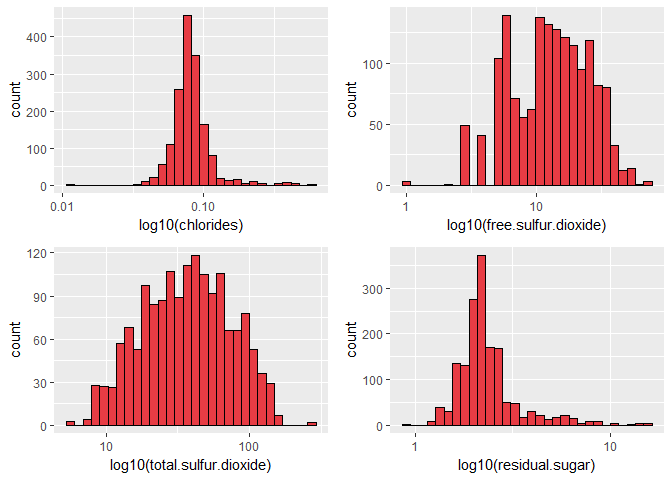 count
400
300
200
100
0
0.01 0.10
log10(chlorides)
count
100
50
0
1 10
log10(free.sulfur.dioxide)
count
120
90
60
30
0
10 100
log10(total.sulfur.dioxide)
count
300
200
100
0
1 10
log10(residual.sugar)